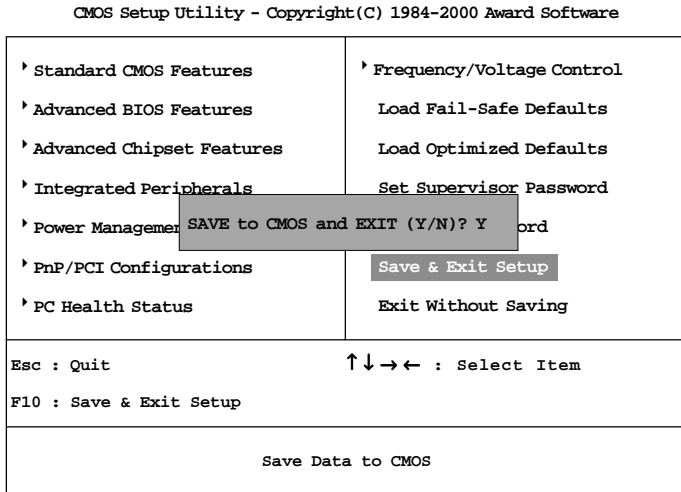 CMOS Setup Utility - Copyright(C) 1984-2000 Award Software
Standard CMOS Features
Advanced BIOS Features
Advanced Chipset Features
Integrated Peripherals
Power Managemen
PnP/PCI Configurations
PC Health Status
Frequency/Voltage Control
Load Fail-Safe Defaults
Load Optimized Defaults
Set Supervisor Password
ord
Save & Exit Setup
Exit Without Saving
SAVE to CMOS and EXIT (Y/N)? Y
Esc : Quit
↑↓→← : Select Item
F10 : Save & Exit Setup
Save Data to CMOS